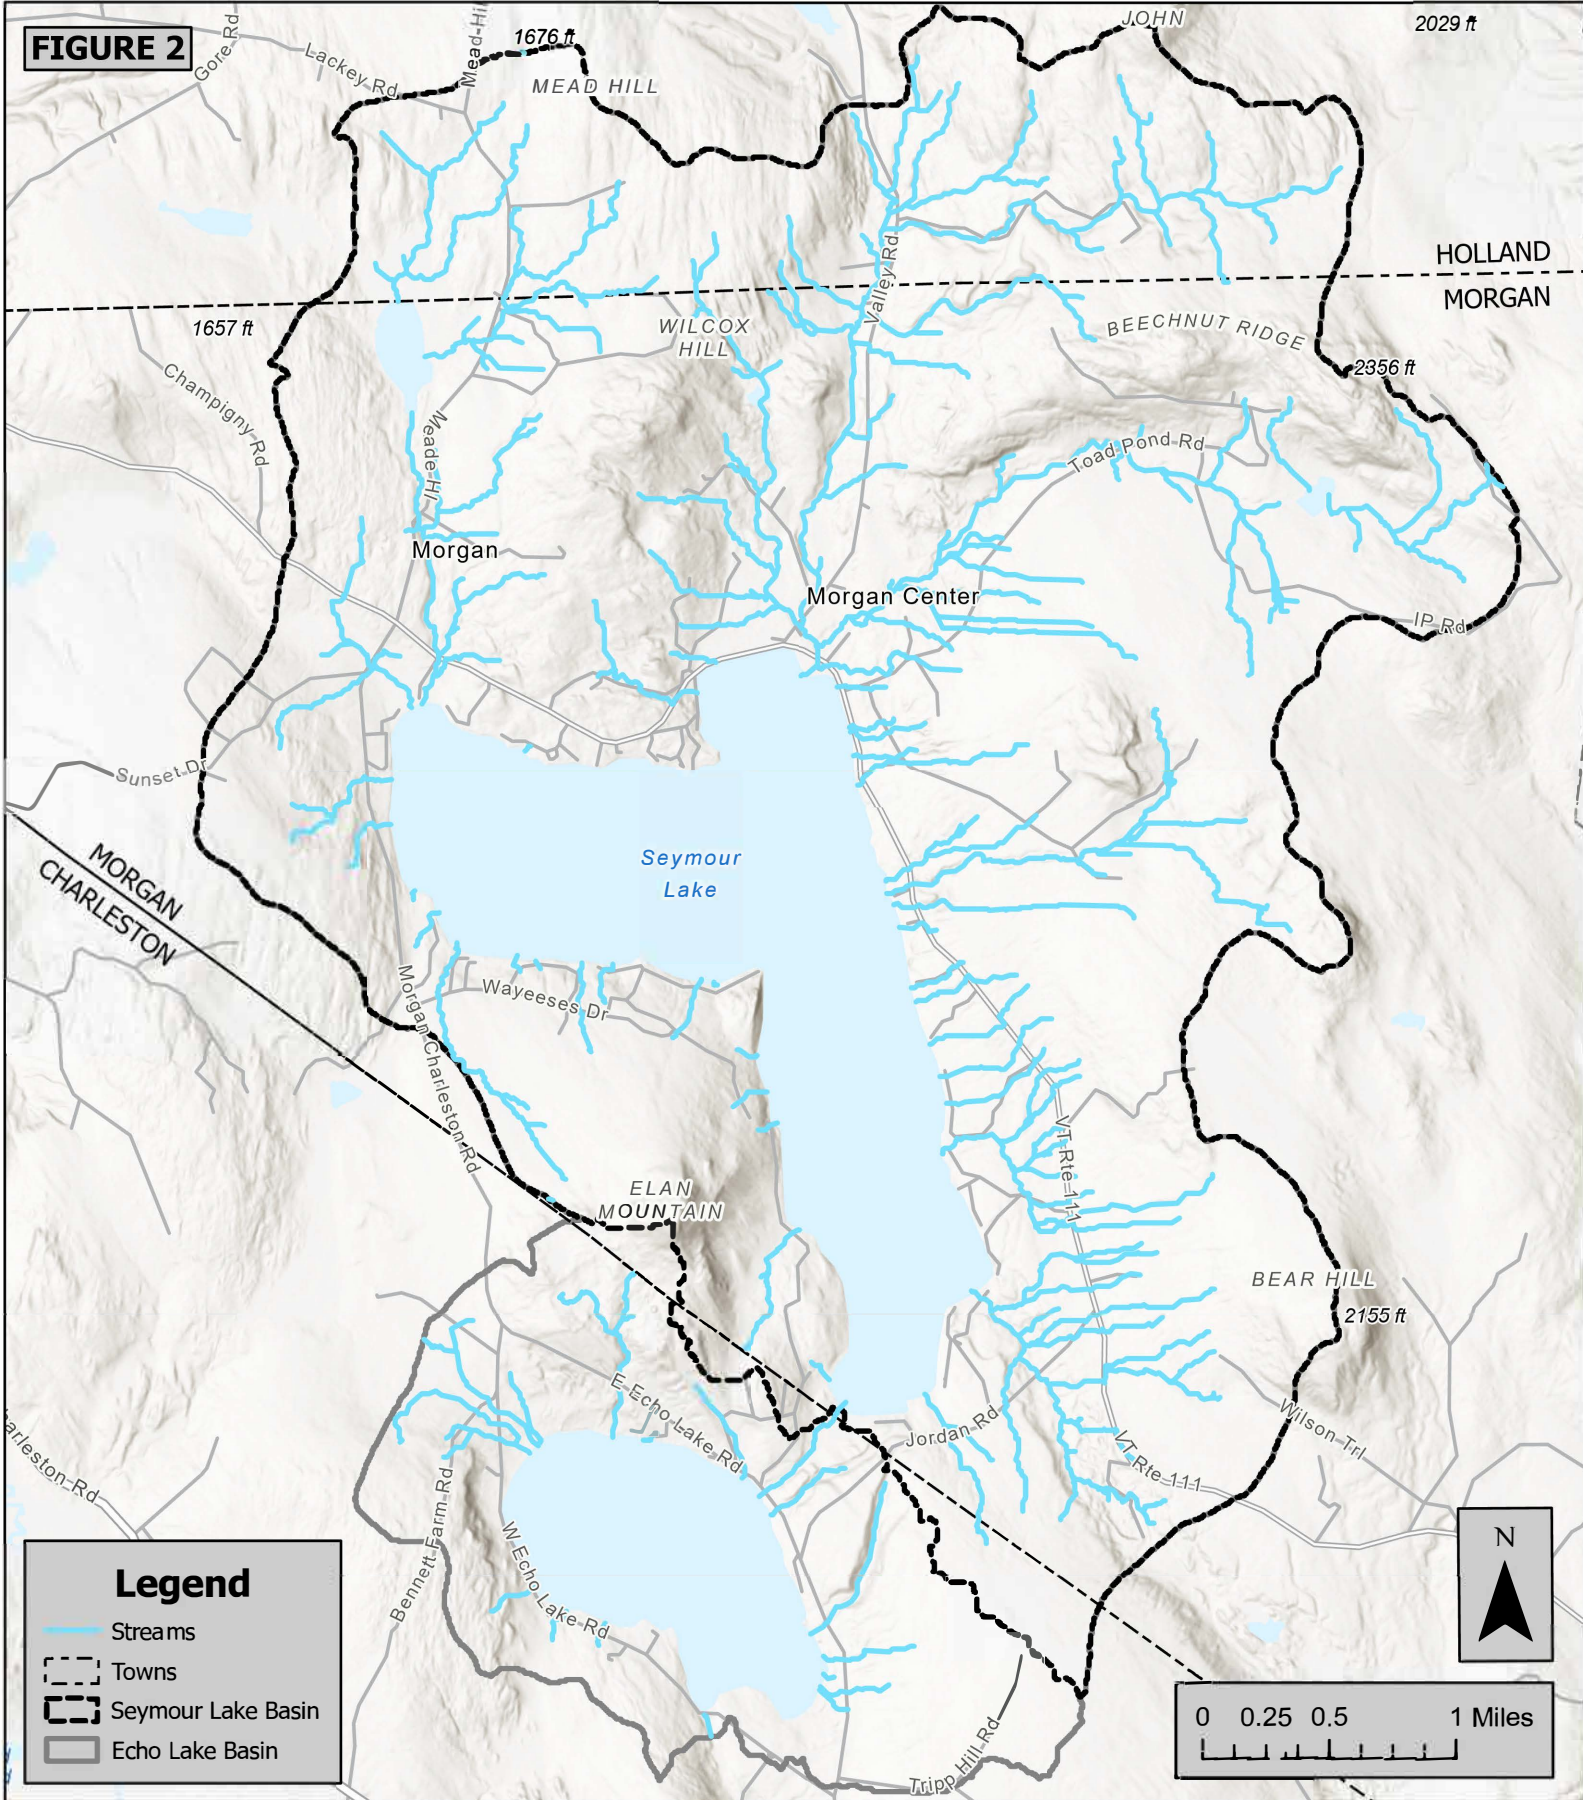 FIGURE 2
Gore Rd
Lackey Rd
1676 ft
MEAD HILL
JOHN
2029 ft
HOLLAND
MORGAN
1657 ft
Champigny Rd
Meade Hl
WILCOX
HILL
Valley Rd
BEECHNUT RIDGE
2356 ft
Toad Pond Rd
Morgan
Morgan Center
IP Rd
Sunset Dr
MORGAN
CHARLESTON
Seymour
Lake
Morgan Charleston Rd
Wayeeses Dr
VT Rte 111
ELAN
MOUNTAIN
BEAR HILL
2155 ft
E Echo Lake Rd
Jordan Rd
VT Rte 111
Wilson Trl
arleston Rd
Bennett Farm Rd
W Echo Lake Rd
Tripp Hill Rd
Legend
Streams
Towns
Seymour Lake Basin
Echo Lake Basin
N
0 0.25 0.5 1 Miles